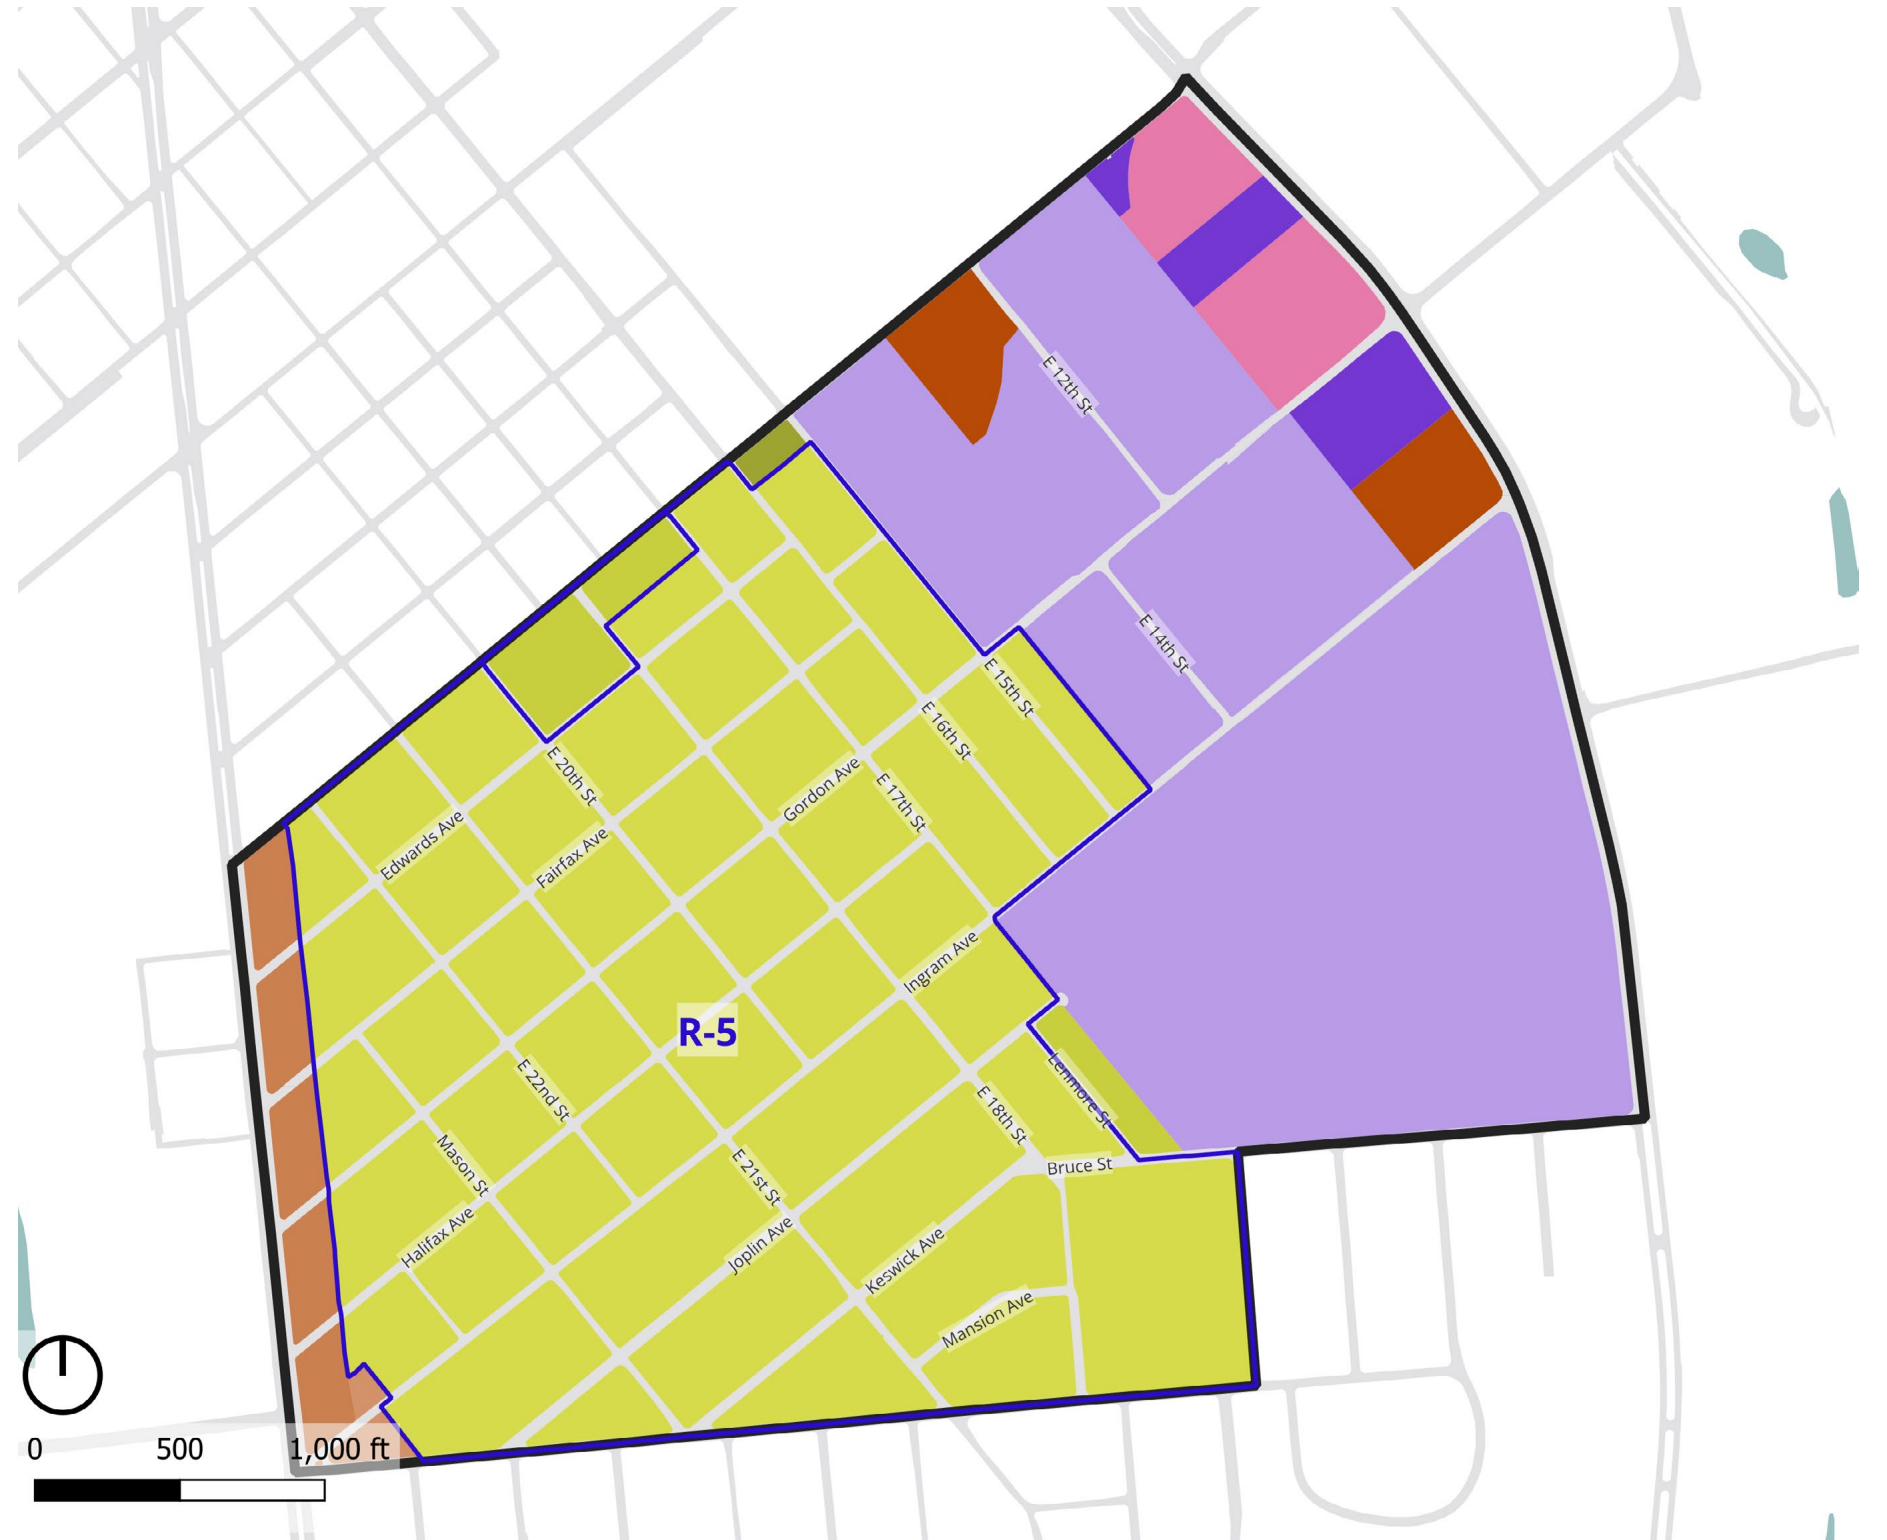 E 12th St
E 14th St
E 15th St
E 16th St
Gordon Ave
E 17th St
E 20th St
Edwards Ave
Fairfax Ave
Ingram Ave
R-5
E 22nd St
Lenmore St
E 18th St
Mason St
E 21st St
Bruce St
Halifax Ave
Joplin Ave
Keswick Ave
Mansion Ave
0 500 1,000 ft